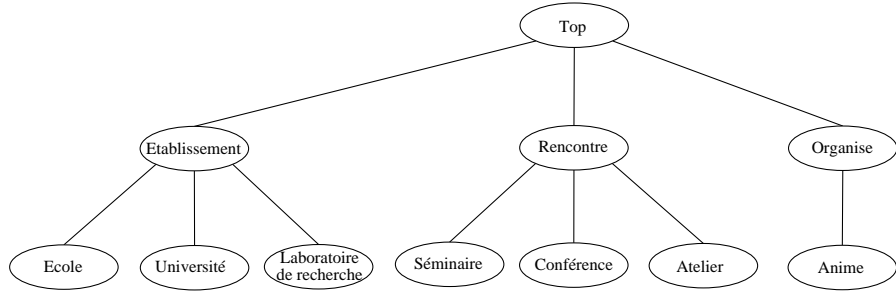 Top
Etablissement
Rencontre
Organise
Ecole
Université
Laboratoire
de recherche
Séminaire
Conférence
Atelier
Anime